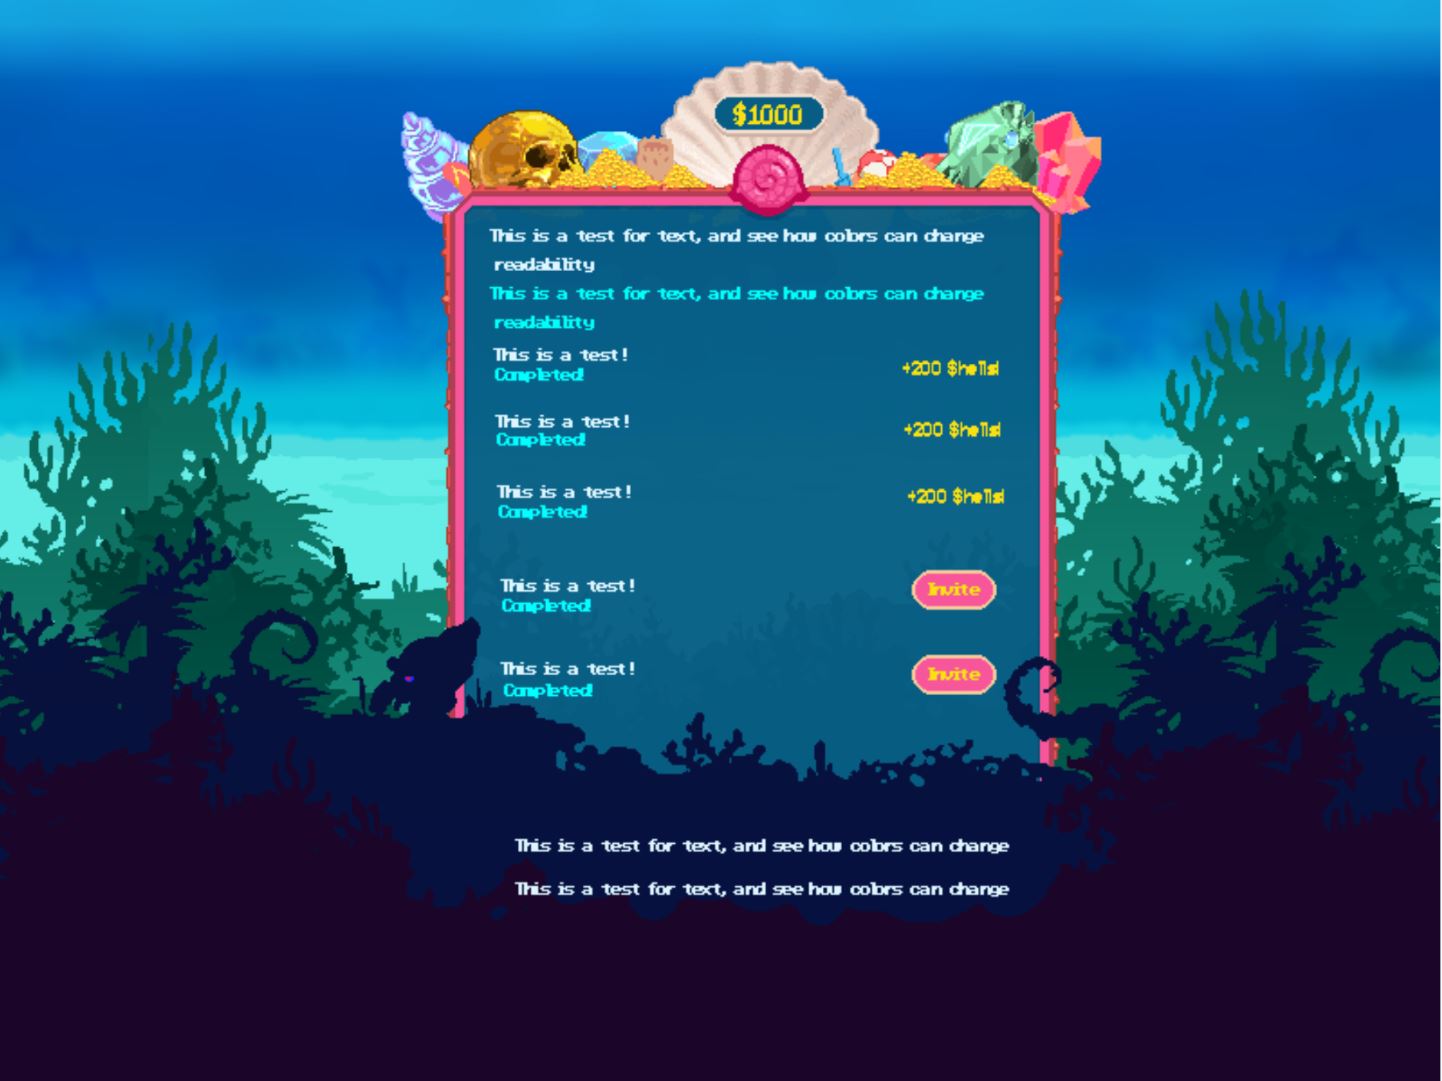 $1000
This is a test for text, and see how colors can change
readability
This is a test for text, and see how colors can change
readability
This is a test!
Completed!
+200 $hells!
This is a test!
Completed!
+200 $hells!
This is a test!
Completed!
+200 $hells!
This is a test!
Completed!
Invite
This is a test!
Completed!
Invite
This is a test for text, and see how colors can change
This is a test for text, and see how colors can change